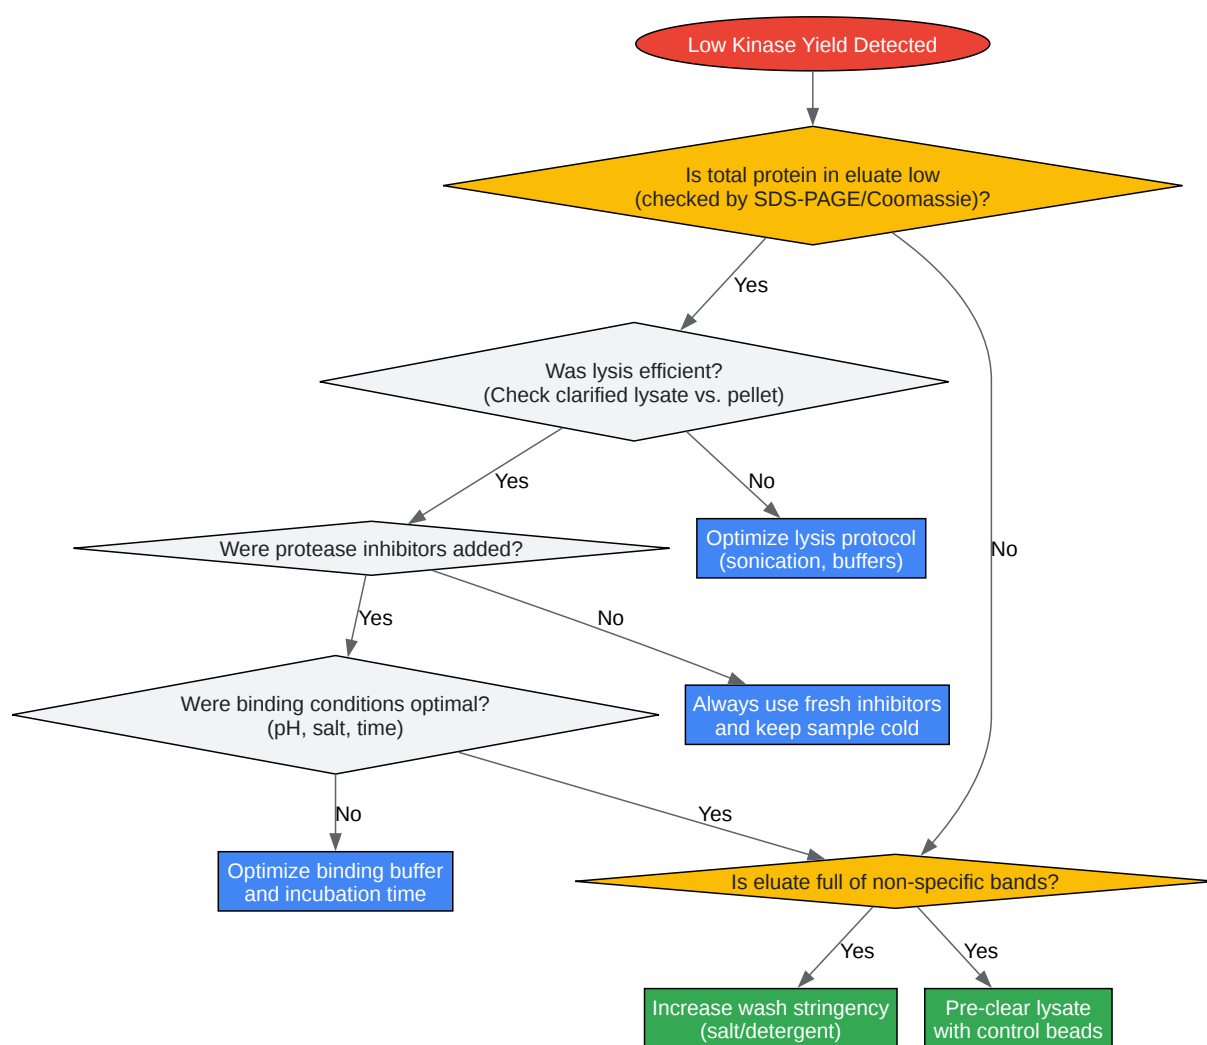 Low Kinase Yield Detected
Is total protein in eluate low
(checked by SDS-PAGE/Coomassie)?
Yes
Was lysis efficient?
(Check clarified lysate vs. pellet)
Yes
No
Optimize lysis protocol
(sonication, buffers)
Were protease inhibitors added?
No
Yes
No
Were binding conditions optimal?
(pH, salt, time)
Always use fresh inhibitors
and keep sample cold
No
Yes
Optimize binding buffer
and incubation time
Is eluate full of non-specific bands?
Yes
Yes
Increase wash stringency
(salt/detergent)
Pre-clear lysate
with control beads